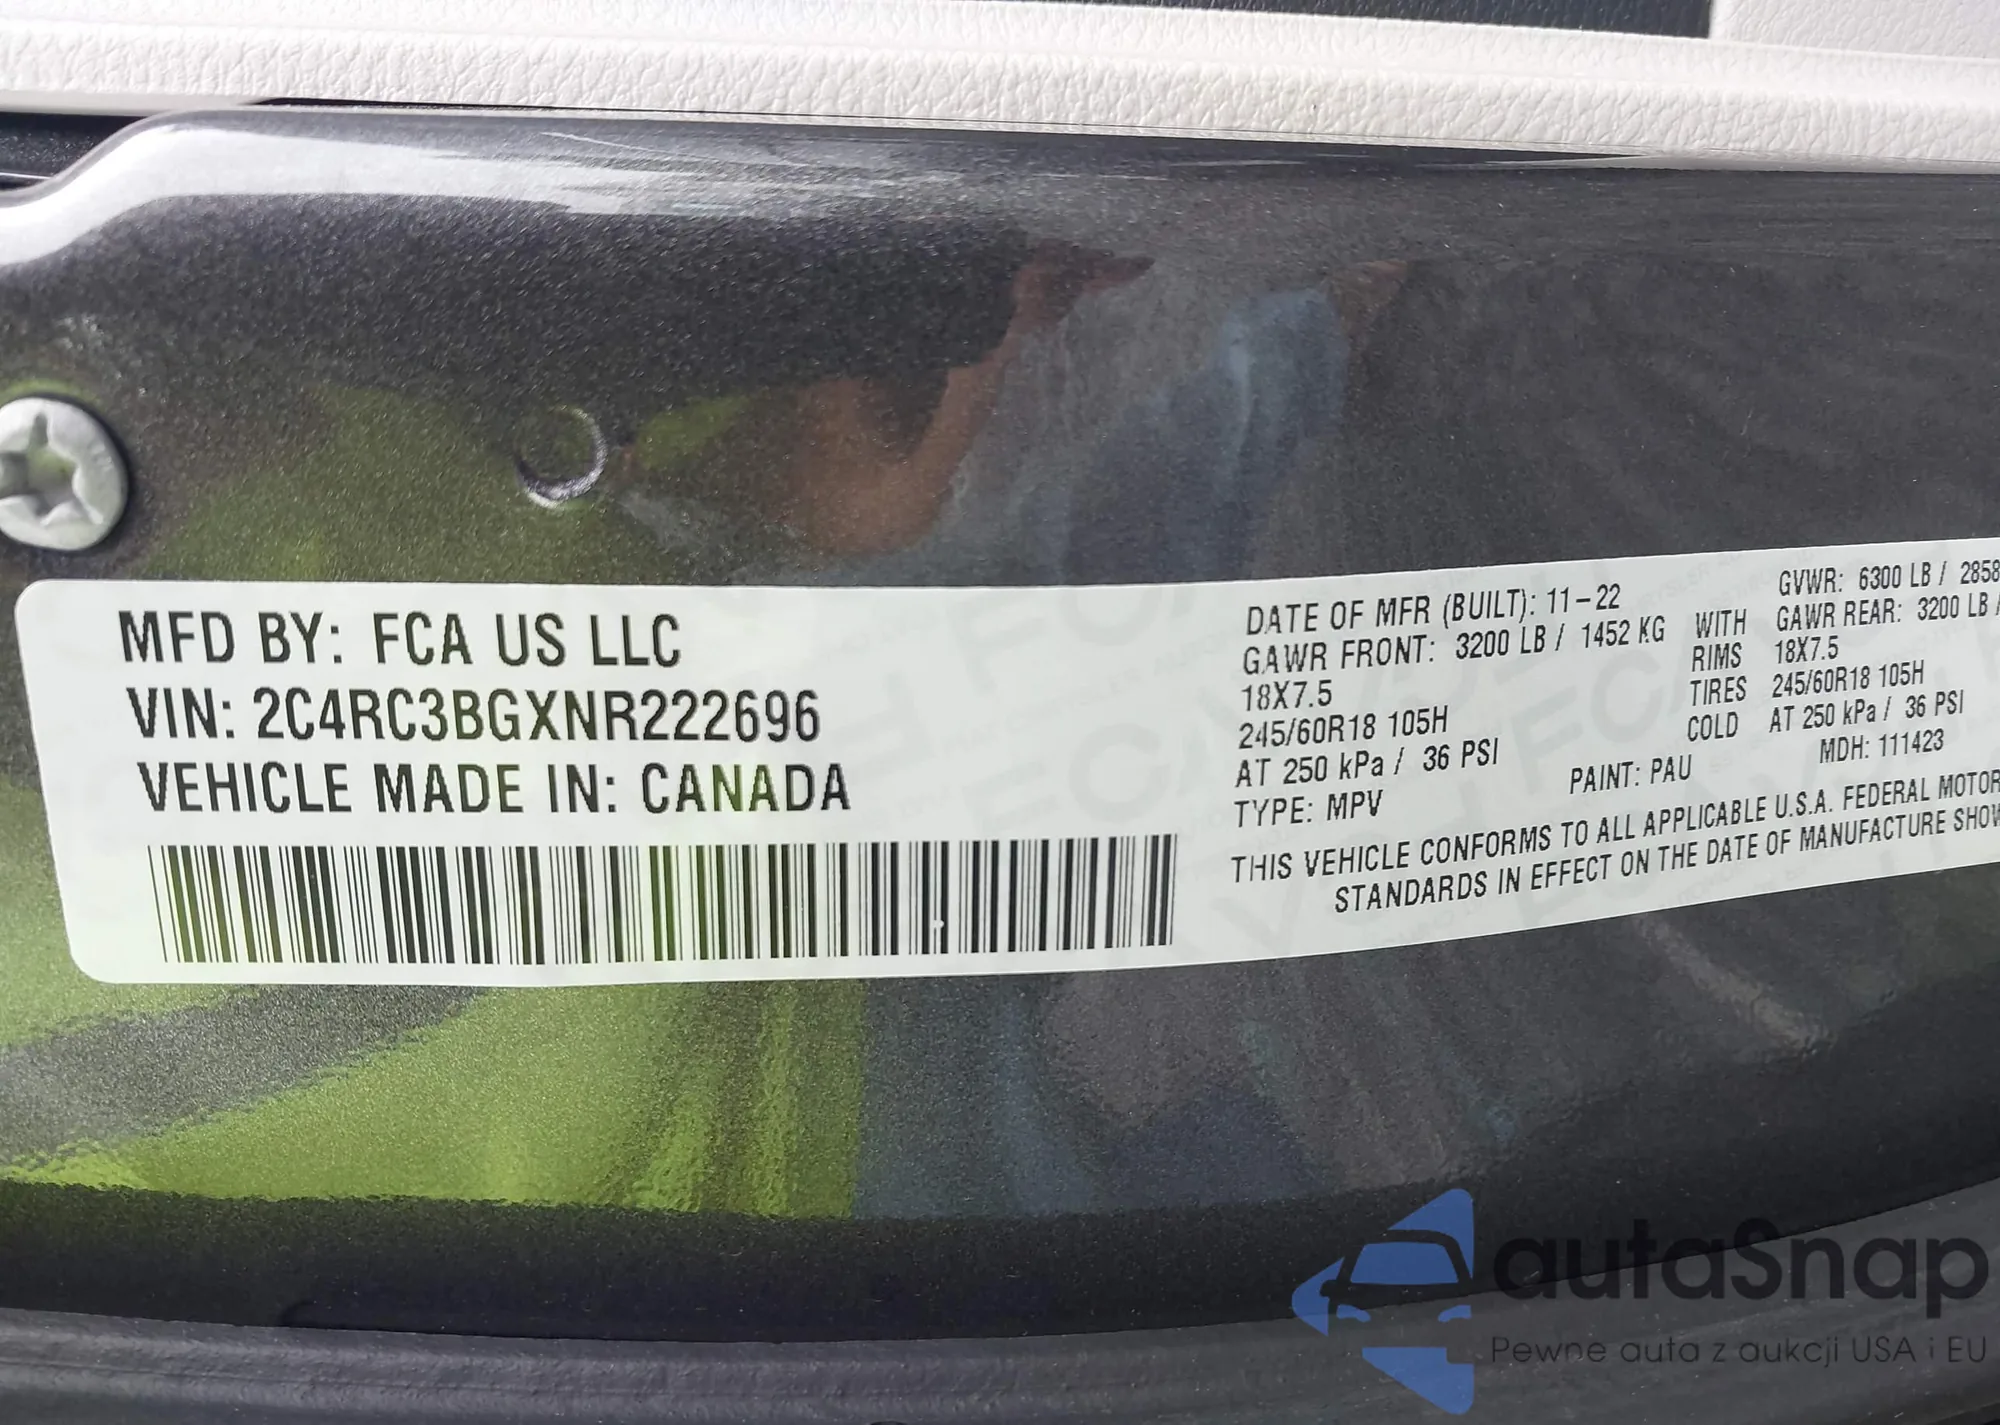 MFD BY: FCA US LLC
VIN: 2C4RC3BGXNR222696
VEHICLE MADE IN: CANADA
DATE OF MFR (BUILT): 11-22
GVWR: 6300 LB / 2858
GAWR FRONT: 3200 LB / 1452 KG
WITH
GAWR REAR: 3200 LB /
18X7.5
RIMS
18X7.5
245/60R18 105H
TIRES
245/60R18 105H
AT 250 kPa / 36 PSI
COLD
AT 250 kPa / 36 PSI
TYPE: MPV
PAINT: PAU
MDH: 111423
THIS VEHICLE CONFORMS TO ALL APPLICABLE U.S.A. FEDERAL MOTOR
STANDARDS IN EFFECT ON THE DATE OF MANUFACTURE SHOW
autaSnap
Pewne auta z aukcji USA i EU